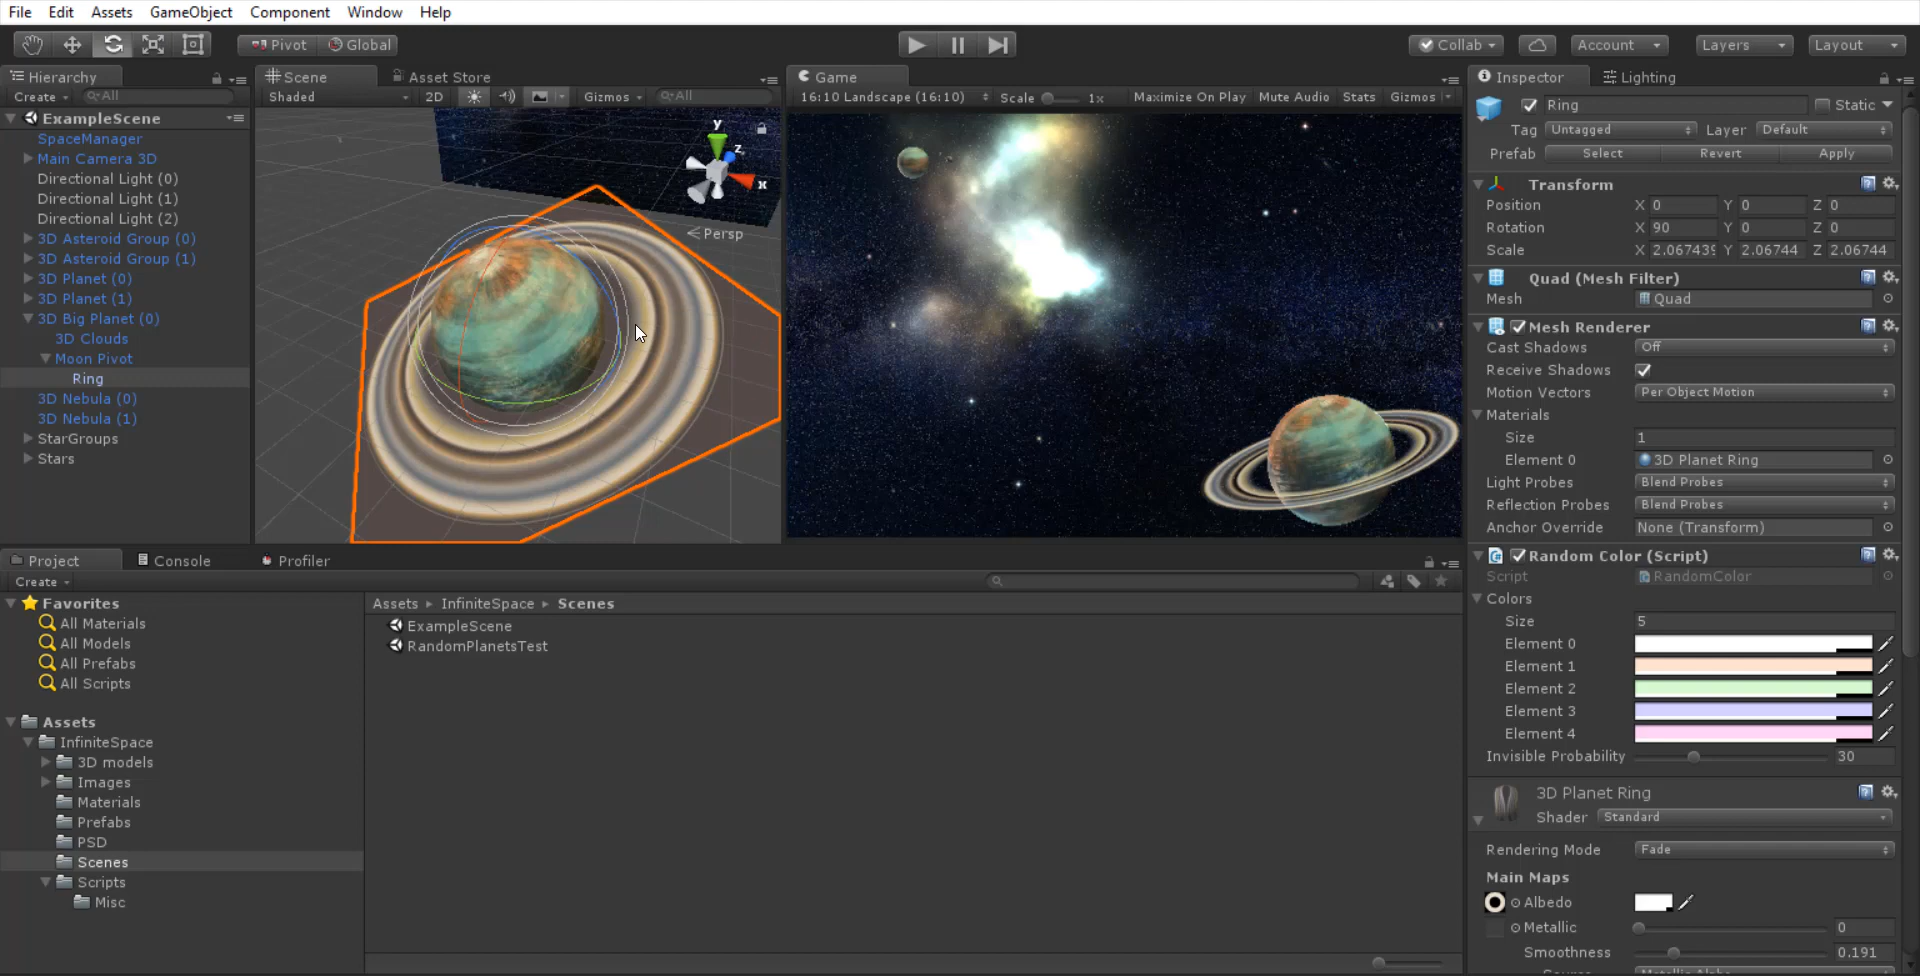 File Edit Assets GameObject Component Window Help
Pivot Global
Collab Account Layers Layout
Hierarchy
Create All
ExampleScene
SpaceManager
Main Camera 3D
Directional Light (0)
Directional Light (1)
Directional Light (2)
3D Asteroid Group (0)
3D Asteroid Group (1)
3D Planet (0)
3D Planet (1)
3D Big Planet (0)
3D Clouds
Moon Pivot
Ring
3D Nebula (0)
3D Nebula (1)
StarGroups
Stars
Scene Asset Store
Shaded 2D Gizmos All
y
z
x
Persp
Game
16:10 Landscape (16:10) Scale 1x Maximize On Play Mute Audio Stats Gizmos
Inspector Lighting
Ring Static
Tag Untagged Layer Default
Prefab Select Revert Apply
Transform
Position X 0 Y 0 Z 0
Rotation X 90 Y 0 Z 0
Scale X 2.067439 Y 2.06744 Z 2.06744
Quad (Mesh Filter)
Mesh Quad
Mesh Renderer
Cast Shadows Off
Receive Shadows
Motion Vectors Per Object Motion
Materials
Size 1
Element 0 3D Planet Ring
Light Probes Blend Probes
Reflection Probes Blend Probes
Anchor Override None (Transform)
Random Color (Script)
Script RandomColor
Colors
Size 5
Element 0
Element 1
Element 2
Element 3
Element 4
Invisible Probability 30
3D Planet Ring
Shader Standard
Rendering Mode Fade
Main Maps
Albedo
Metallic 0
Smoothness 0.191
Source Metallic Alpha
Project Console Profiler
Create
Favorites
All Materials
All Models
All Prefabs
All Scripts
Assets
InfiniteSpace
3D models
Images
Materials
Prefabs
PSD
Scenes
Scripts
Misc
Assets InfiniteSpace Scenes
ExampleScene
RandomPlanetsTest